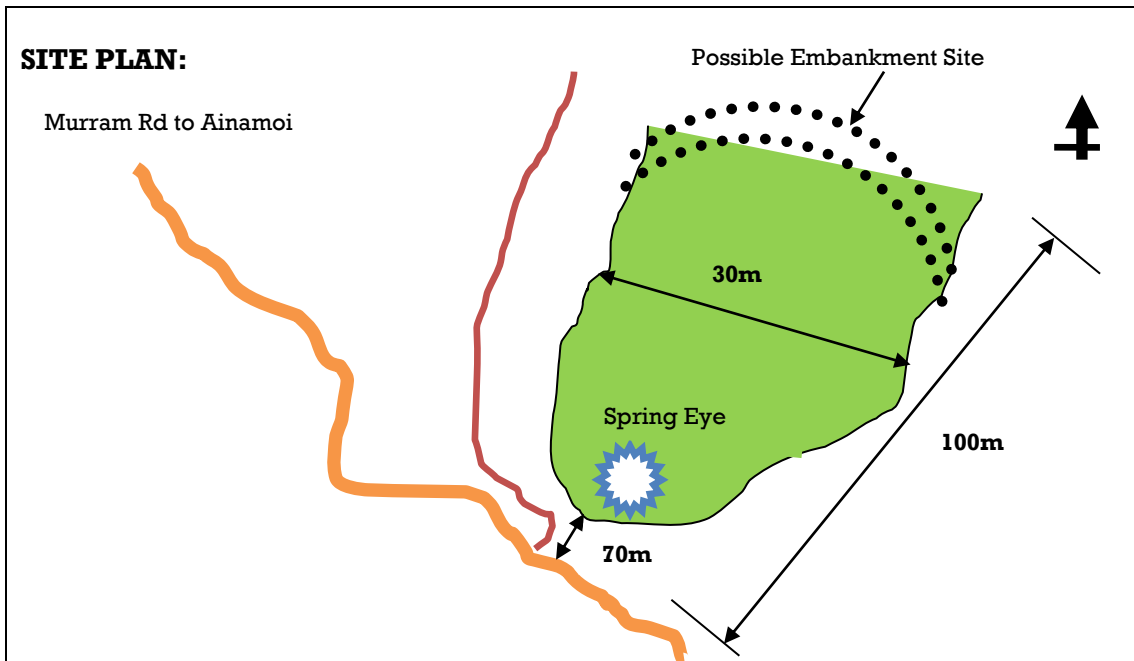 SITE PLAN:
Possible Embankment Site
Murram Rd to Ainamoi
30m
Spring Eye
100m
70m